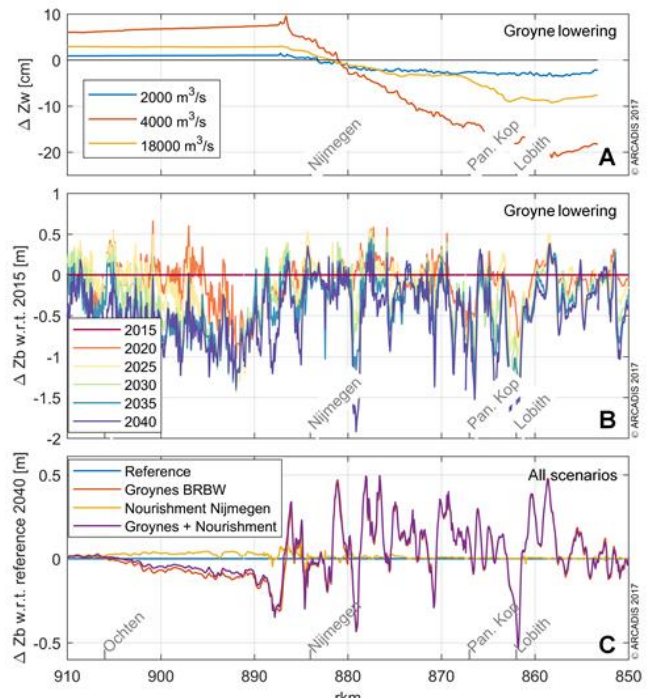 10
0
-10
-20
Δ Zw [cm]
Groyne lowering
2000 m³/s
4000 m³/s
18000 m³/s
Nijmegen
Pan. Kop
Lobith
A
© ARCADIS 2017
1
0.5
0
-0.5
-1
-1.5
-2
Δ Zb w.r.t. 2015 [m]
Groyne lowering
2015
2020
2025
2030
2035
2040
Nijmegen
Pan. Kop
Lobith
B
© ARCADIS 2017
0.5
0
-0.5
Δ Zb w.r.t. reference 2040 [m]
All scenarios
Reference
Groynes BRBW
Nourishment Nijmegen
Groynes + Nourishment
Ochten
Nijmegen
Pan. Kop
Lobith
C
© ARCADIS 2017
910 900 890 880 870 860 850
rkm